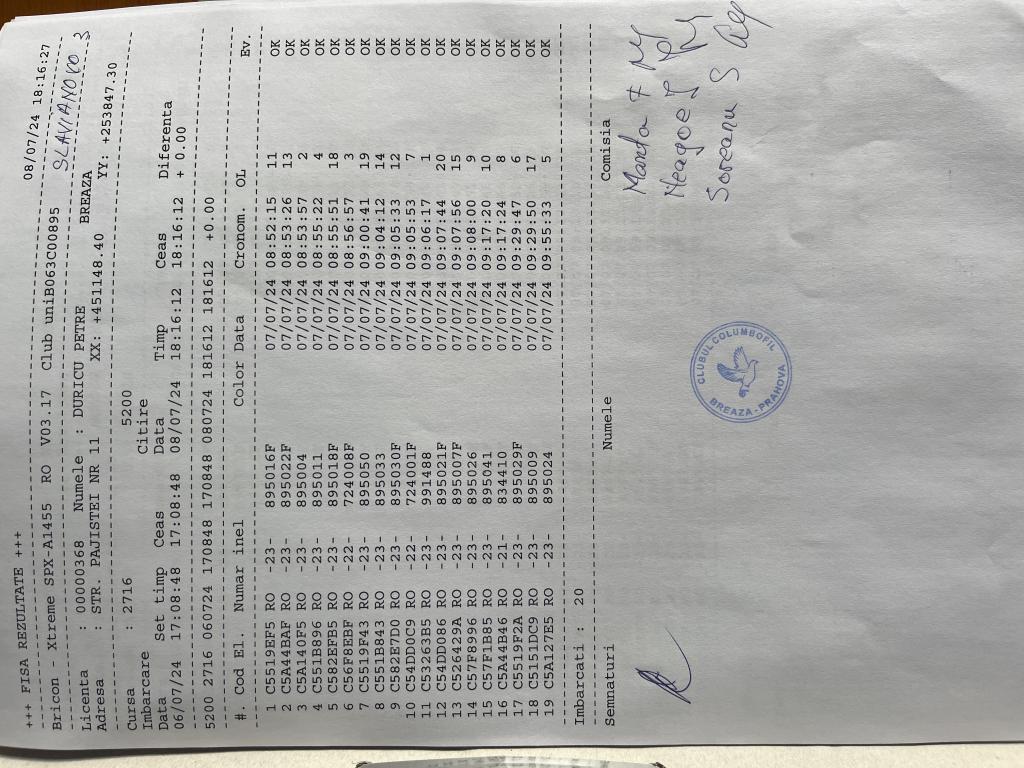 +++ FISA REZULTATE +++ 08/07/24 18:16:27
Bricon - Xtreme SPX-A1455 RO V03.17 Club uniB063C00895 SLAVIANOVO 3
Licenta : 00000368 Numele : DURICU PETRE BREAZA
Adresa : STR. PAJISTEI NR 11 XX: +451148.40 YY: +253847.30
Cursa : 2716 5200
Imbarcare Citire
Data Set timp Ceas Data Timp Ceas Diferenta
06/07/24 17:08:48 17:08:48 08/07/24 18:16:12 18:16:12 + 0.00
5200 2716 060724 170848 170848 080724 181612 181612 +0.00
#. Cod El. Numar inel Color Data Cronom. OL Ev.
1 C5519EF5 RO -23- 895016F 07/07/24 08:52:15 11 OK
2 C5A44BAF RO -23- 895022F 07/07/24 08:53:26 13 OK
3 C5A140F5 RO -23- 895004 07/07/24 08:53:57 2 OK
4 C551B896 RO -23- 895011 07/07/24 08:55:22 4 OK
5 C582EFB5 RO -23- 895018F 07/07/24 08:55:51 18 OK
6 C56F8EBF RO -22- 724008F 07/07/24 08:56:57 3 OK
7 C5519F43 RO -23- 895050 07/07/24 09:00:41 19 OK
8 C551B843 RO -23- 895033 07/07/24 09:04:12 14 OK
9 C582E7D0 RO -23- 895030F 07/07/24 09:05:33 12 OK
10 C54DD0C9 RO -22- 724001F 07/07/24 09:05:53 7 OK
11 C53263B5 RO -23- 991488 07/07/24 09:06:17 1 OK
12 C54DD086 RO -23- 895021F 07/07/24 09:07:44 20 OK
13 C526429A RO -23- 895007F 07/07/24 09:07:56 15 OK
14 C57F8996 RO -23- 895026 07/07/24 09:08:00 9 OK
15 C57F1B85 RO -23- 895041 07/07/24 09:17:20 10 OK
16 C5A44B46 RO -21- 834410 07/07/24 09:17:24 8 OK
17 C5519F2A RO -23- 895029F 07/07/24 09:29:47 6 OK
18 C5151DC9 RO -23- 895009 07/07/24 09:29:50 17 OK
19 C5A127E5 RO -23- 895024 07/07/24 09:55:33 5 OK
Imbarcati : 20
Semnaturi Numele Comisia
Neagoe J
Soreanu S
CLUBUL COLUMBOFIL
BREAZA-PRAHOVA